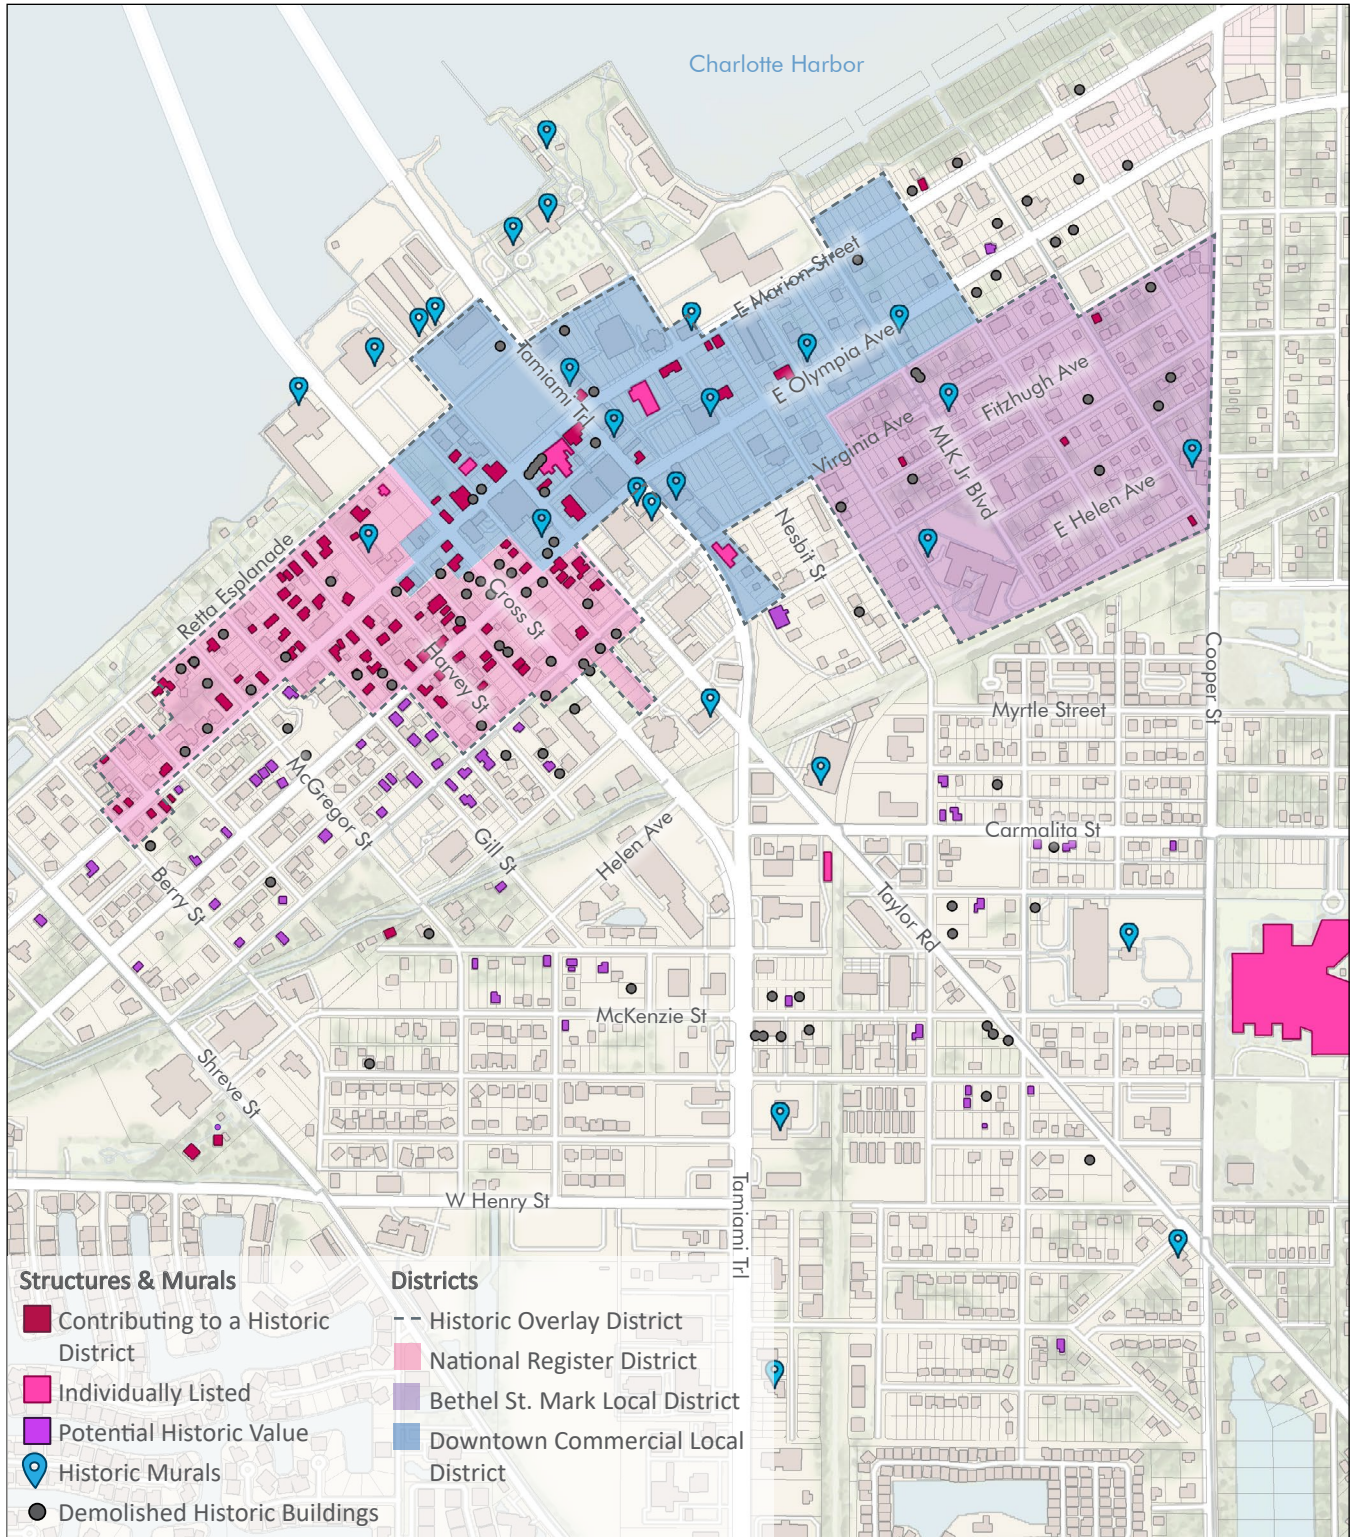 Charlotte Harbor
E Marion Street
Tamiami Trl
E Olympia Ave
Fitzhugh Ave
Virginia Ave
MLK Jr Blvd
E Helen Ave
Nesbit St
Retta Esplanade
Cross St
Harvey St
Cooper St
Myrtle Street
McGregor St
Gill St
Helen Ave
Carmalita St
Berry St
Taylor Rd
McKenzie St
Shreve St
W Henry St
Tamiami Trl
Structures & Murals
Contributing to a Historic
District
Individually Listed
Potential Historic Value
Historic Murals
Demolished Historic Buildings
Districts
Historic Overlay District
National Register District
Bethel St. Mark Local District
Downtown Commercial Local
District